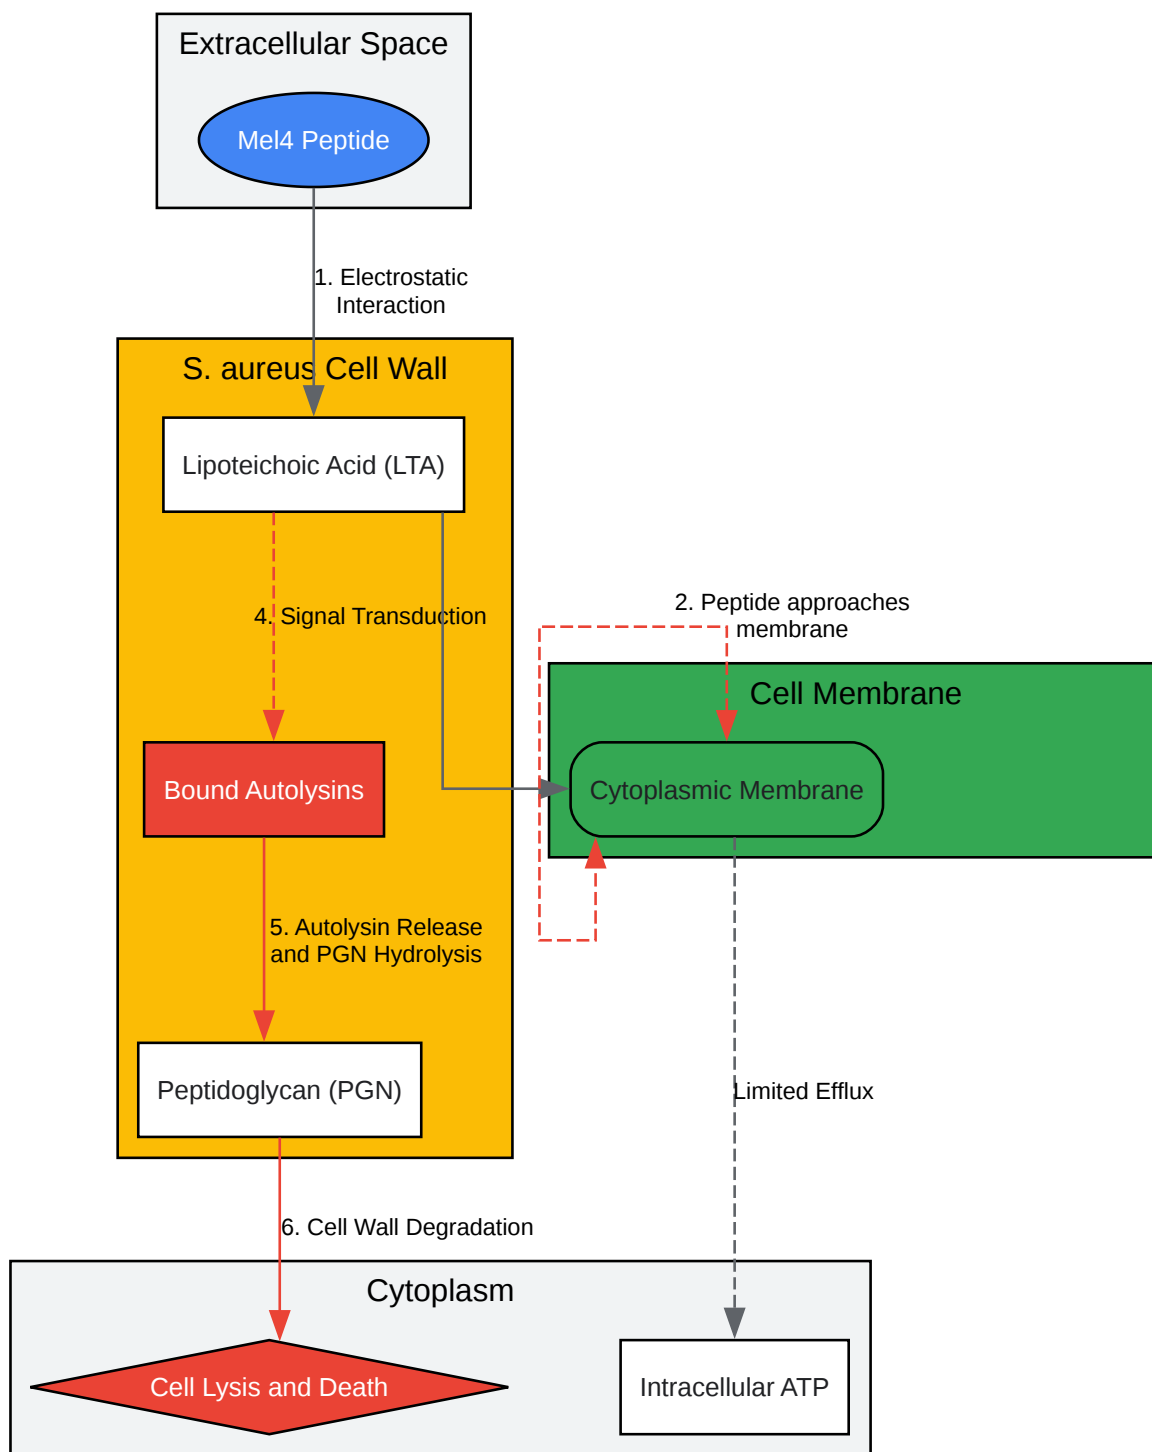 Extracellular Space
Mel4 Peptide
1. Electrostatic
Interaction
S. aureus Cell Wall
Lipoteichoic Acid (LTA)
4. Signal Transduction
2. Peptide approaches
membrane
Cell Membrane
Bound Autolysins
Cytoplasmic Membrane
5. Autolysin Release
and PGN Hydrolysis
Peptidoglycan (PGN)
Limited Efflux
6. Cell Wall Degradation
Cytoplasm
Cell Lysis and Death
Intracellular ATP